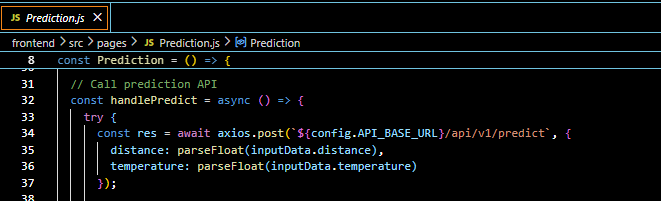 JS Prediction.js ×
frontend > src > pages > JS Prediction.js > Prediction
8 const Prediction = () => {
31 // Call prediction API
32 const handlePredict = async () => {
33 try {
34 const res = await axios.post(`${config.API_BASE_URL}/api/v1/predict`, {
35 distance: parseFloat(inputData.distance),
36 temperature: parseFloat(inputData.temperature)
37 });
38